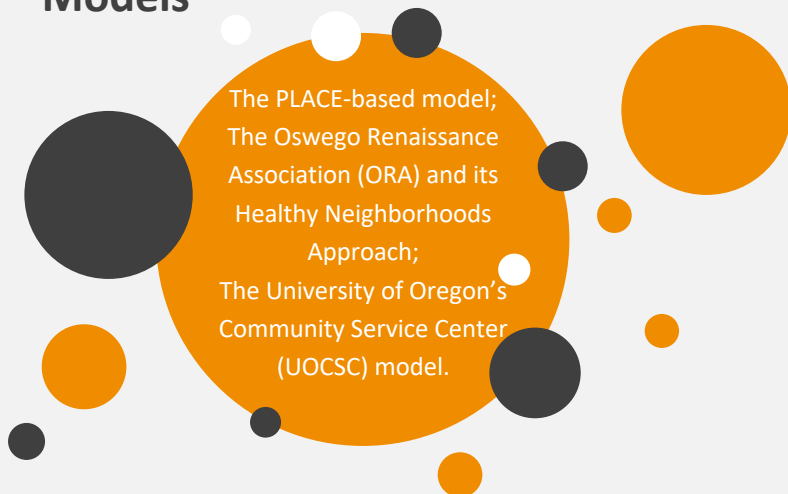 Models
The PLACE-based model;
The Oswego Renaissance
Association (ORA) and its
Healthy Neighborhoods
Approach;
The University of Oregon’s
Community Service Center
(UOCSC) model.